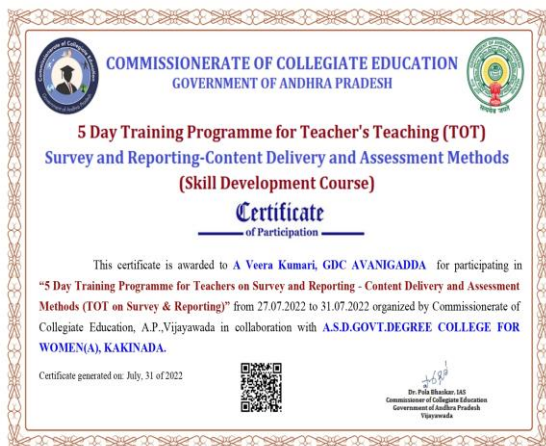 COMMISSIONERATE OF COLLEGIATE EDUCATION
GOVERNMENT OF ANDHRA PRADESH
5 Day Training Programme for Teacher's Teaching (TOT)
Survey and Reporting-Content Delivery and Assessment Methods
(Skill Development Course)
Certificate
of Participation
This certificate is awarded to A Veera Kumari, GDC AVANIGADDA for participating in
"5 Day Training Programme for Teachers on Survey and Reporting - Content Delivery and Assessment
Methods (TOT on Survey & Reporting)" from 27.07.2022 to 31.07.2022 organized by Commissionerate of
Collegiate Education, A.P.,Vijayawada in collaboration with A.S.D.GOVT.DEGREE COLLEGE FOR
WOMEN(A), KAKINADA.
Certificate generated on: July, 31 of 2022
Dr. Pola Bhaskar, IAS
Commissioner of Collegiate Education
Government of Andhra Pradesh
Vijayawada